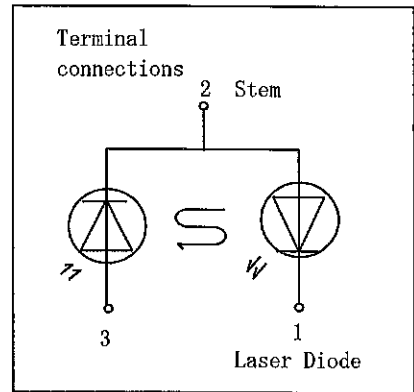 Terminal
connections
2 Stem
3
1
Laser Diode